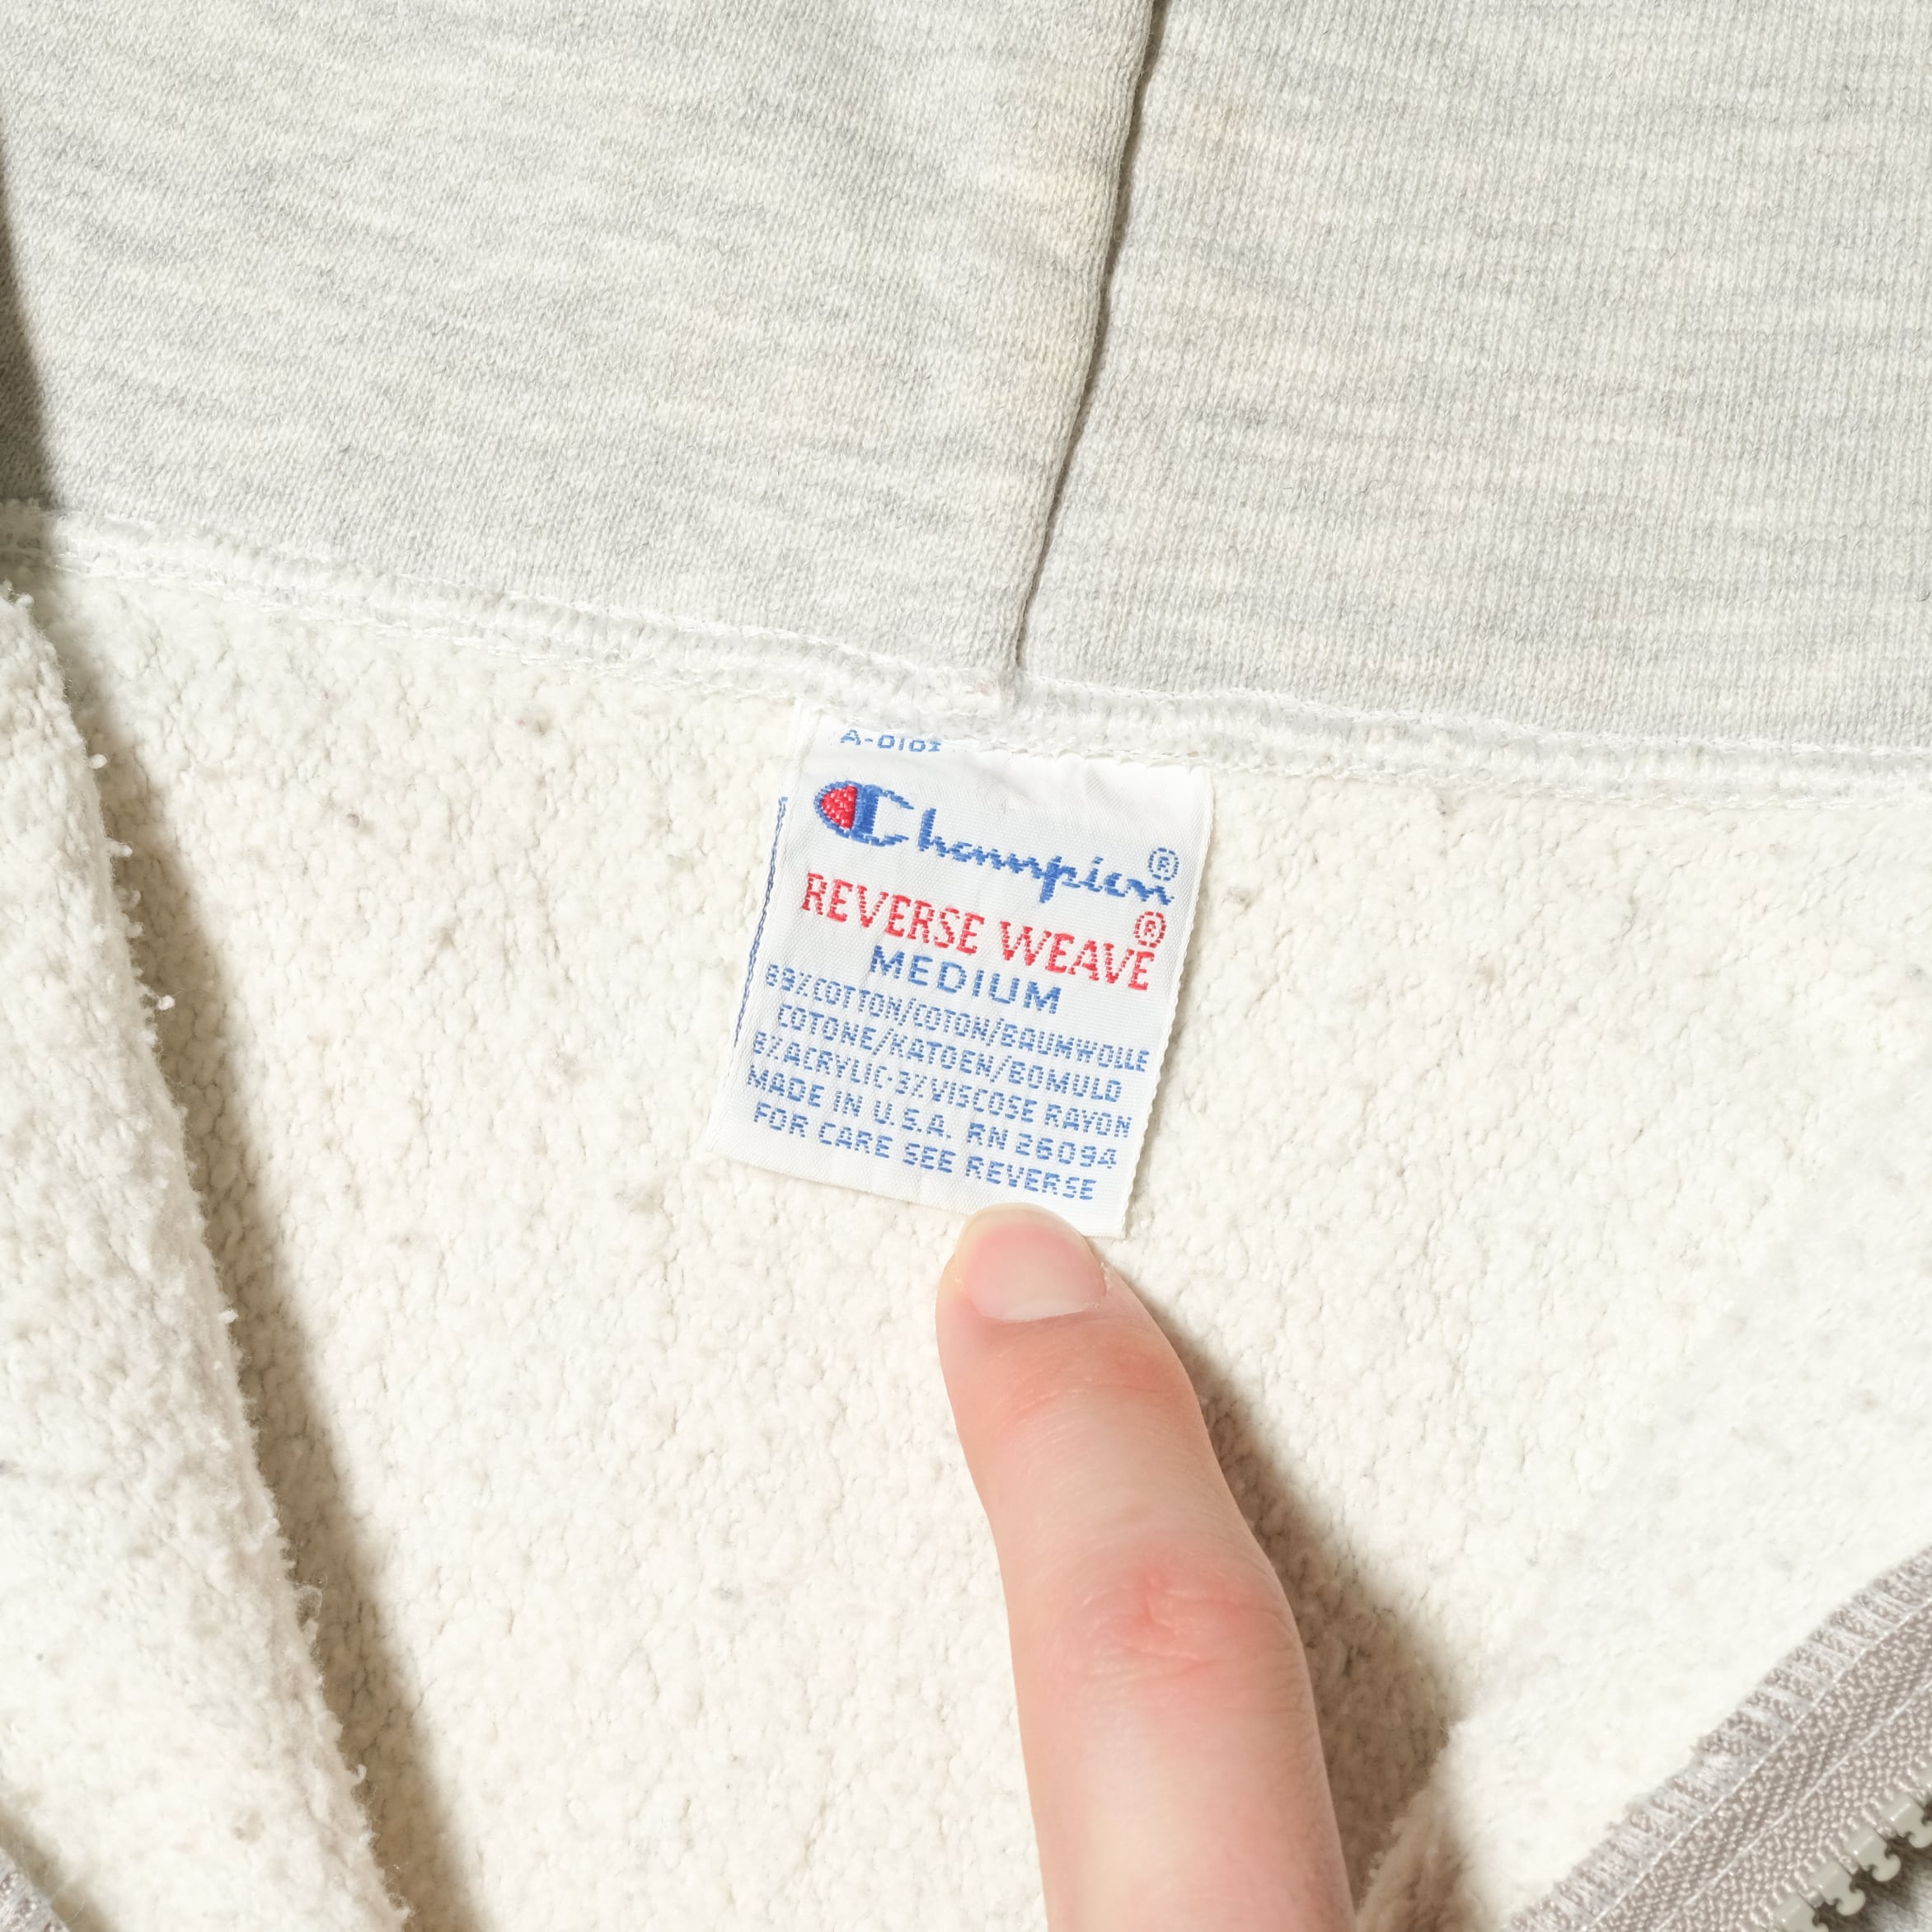 A-0101
Champion®
REVERSE WEAVE®
MEDIUM
89%COTTON/COTON/BAUMWOLLE
COTONE/KATOEN/BOMULD
8%ACRYLIC-3%VISCOSE RAYON
MADE IN U.S.A. RN 26094
FOR CARE SEE REVERSE